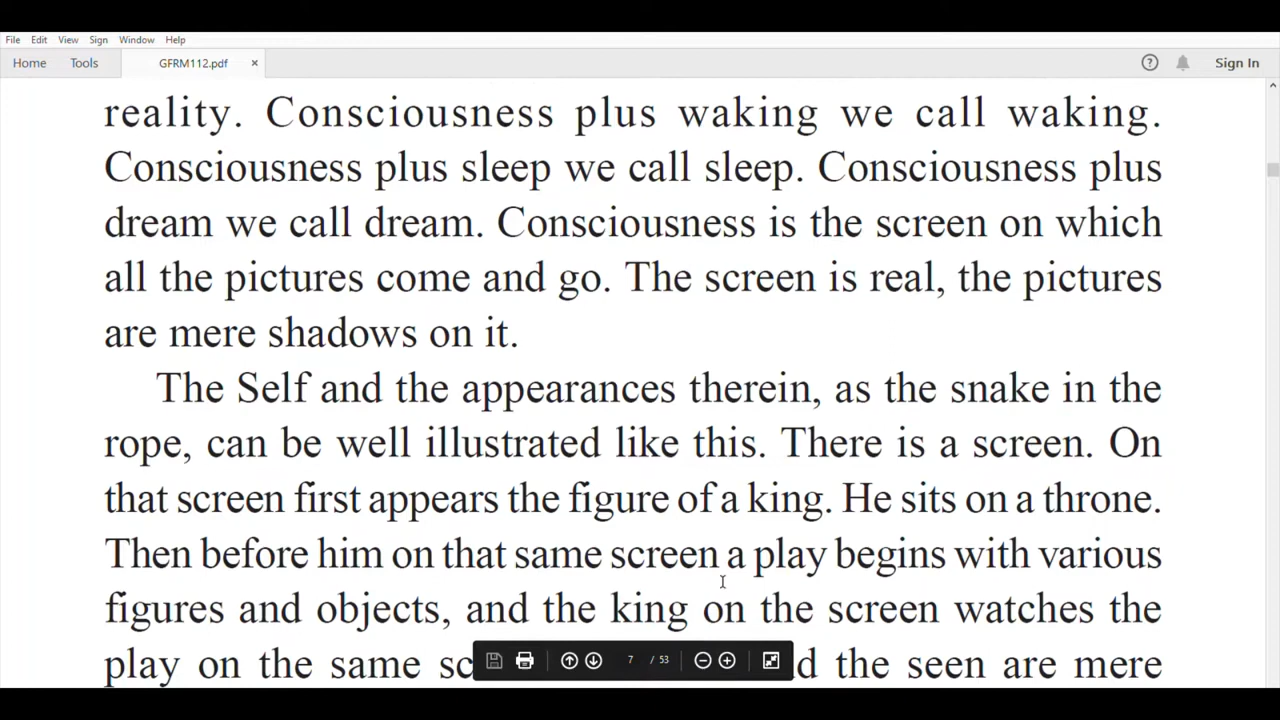 File Edit View Sign Window Help
Home Tools GFRM112.pdf × ? Sign In
reality. Consciousness plus waking we call waking.
Consciousness plus sleep we call sleep. Consciousness plus
dream we call dream. Consciousness is the screen on which
all the pictures come and go. The screen is real, the pictures
are mere shadows on it.
The Self and the appearances therein, as the snake in the
rope, can be well illustrated like this. There is a screen. On
that screen first appears the figure of a king. He sits on a throne.
Then before him on that same screen a play begins with various
figures and objects, and the king on the screen watches the
play on the same sc d the seen are mere
7 / 53